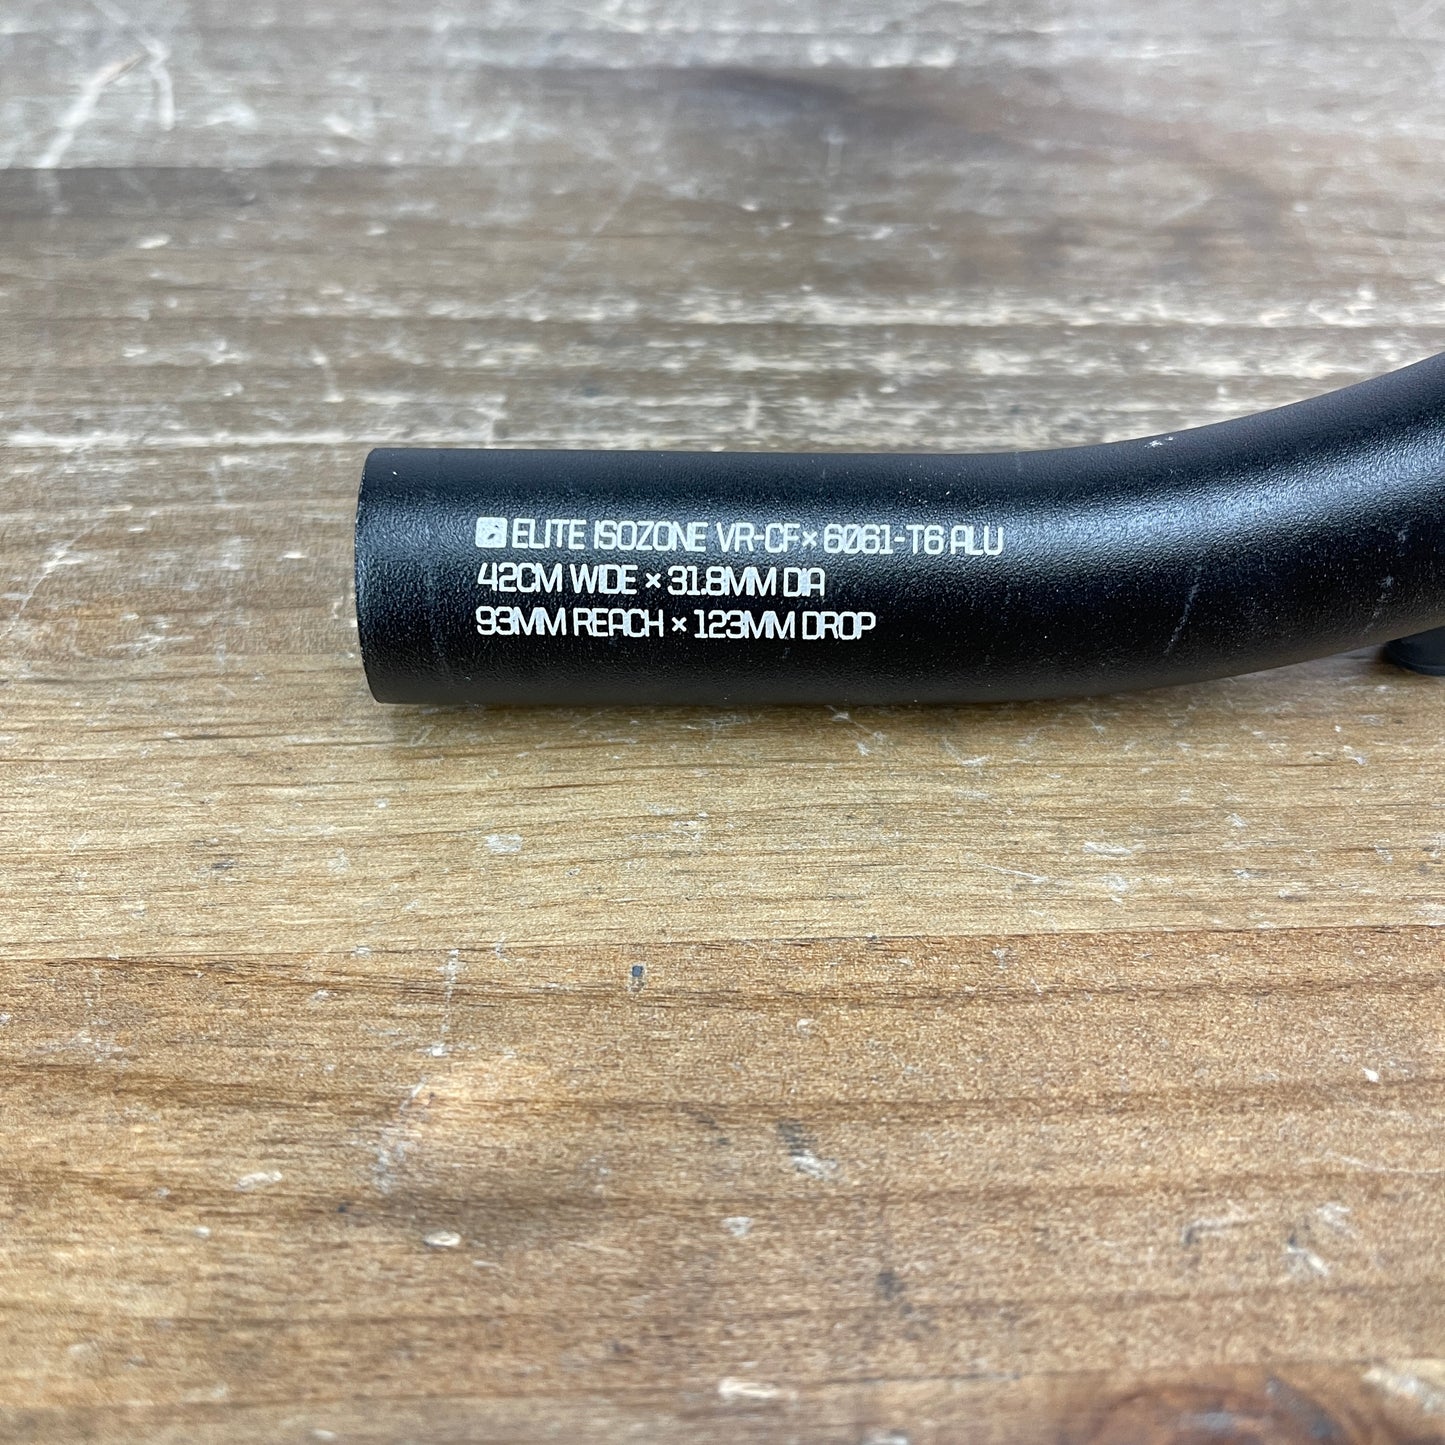 ELITE ISOZONE VR-CF× 6061-T6 ALU
42CM WIDE × 31.8MM DIA
93MM REACH × 123MM DROP